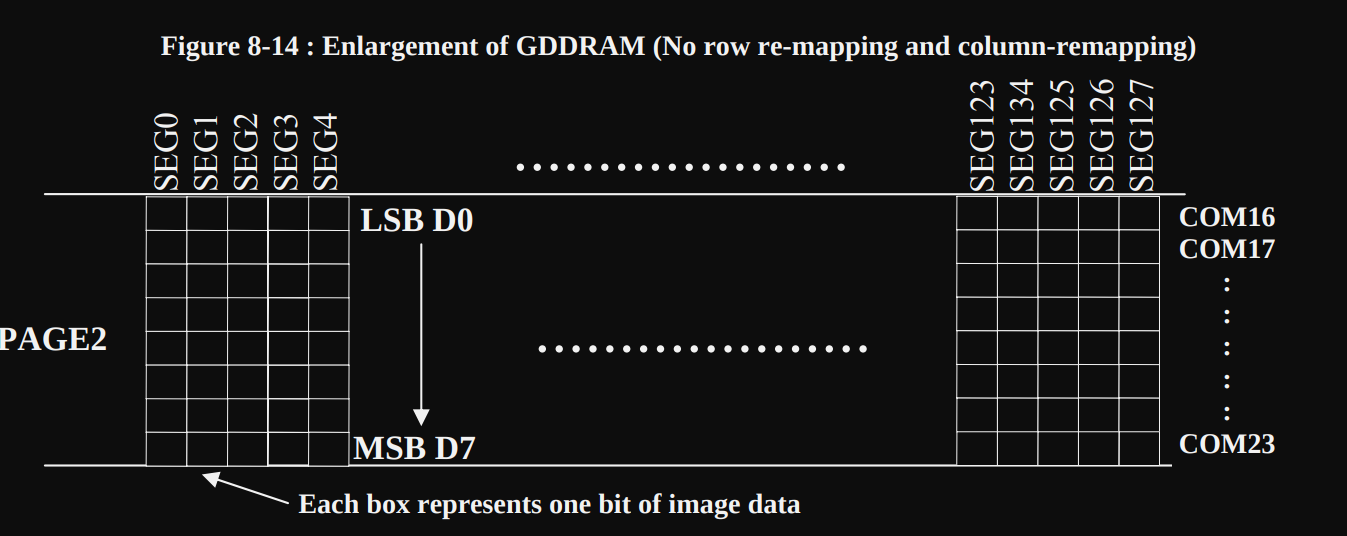 Figure 8-14 : Enlargement of GDDRAM (No row re-mapping and column-remapping)
SEG0
SEG1
SEG2
SEG3
SEG4
SEG123
SEG134
SEG125
SEG126
SEG127
LSB D0
COM16
COM17
:
:
PAGE2
:
:
:
MSB D7
COM23
Each box represents one bit of image data